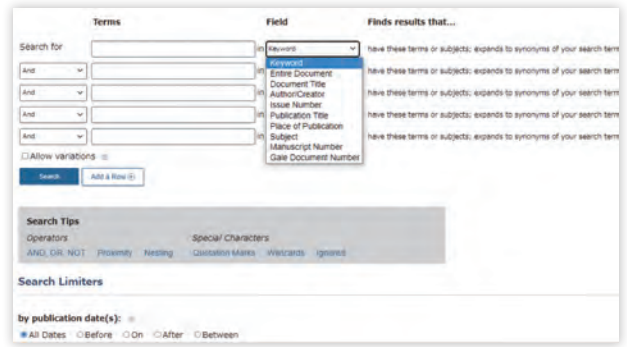 Terms Field Finds results that...
Search for in Keyword have these terms or subjects; expands to synonyms of your search term
Keyword
And in Entire Document have these terms or subjects; expands to synonyms of your search term
Document Title
Author/Creator
And in Issue Number have these terms or subjects; expands to synonyms of your search term
Publication Title
And in Place of Publication have these terms or subjects; expands to synonyms of your search term
Subject
And in Manuscript Number have these terms or subjects; expands to synonyms of your search term
Gale Document Number
Allow variations
Search Add a Row
Search Tips
Operators Special Characters
AND, OR, NOT Proximity Nesting Quotation Marks Wildcards Ignored
Search Limiters
by publication date(s):
All Dates Before On After Between